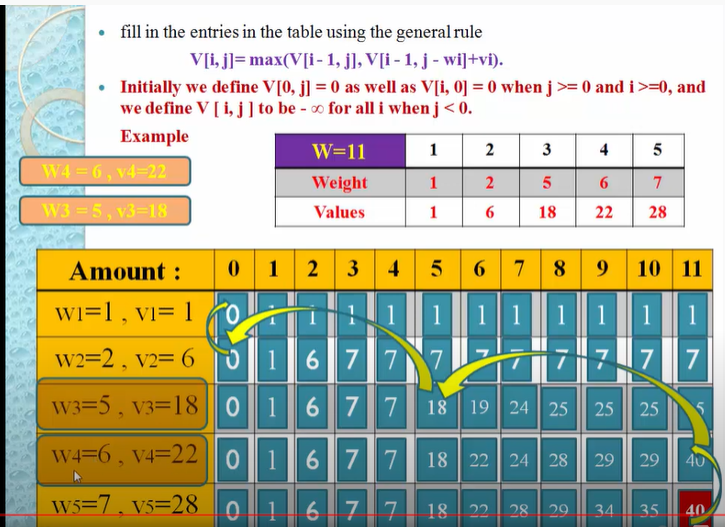 fill in the entries in the table using the general rule
V[i, j]= max(V[i - 1, j], V[i - 1, j - wi]+vi).
Initially we define V[0, j] = 0 as well as V[i, 0] = 0 when j >= 0 and i >=0, and
we define V [ i, j ] to be - ∞ for all i when j < 0.
Example
W4 = 6 , v4=22
W3 = 5 , v3=18
W=11 1 2 3 4 5
Weight 1 2 5 6 7
Values 1 6 18 22 28
Amount : 0 1 2 3 4 5 6 7 8 9 10 11
w1=1 , v1= 1 0 1 1 1 1 1 1 1 1 1 1 1
w2=2 , v2= 6 0 1 6 7 7 7 7 7 7 7 7 7
w3=5 , v3=18 0 1 6 7 7 18 19 24 25 25 25
w4=6 , v4=22 0 1 6 7 7 18 22 24 28 29 29 40
w5=7 , v5=28 0 1 6 7 7 18 22 28 29 34 35 40